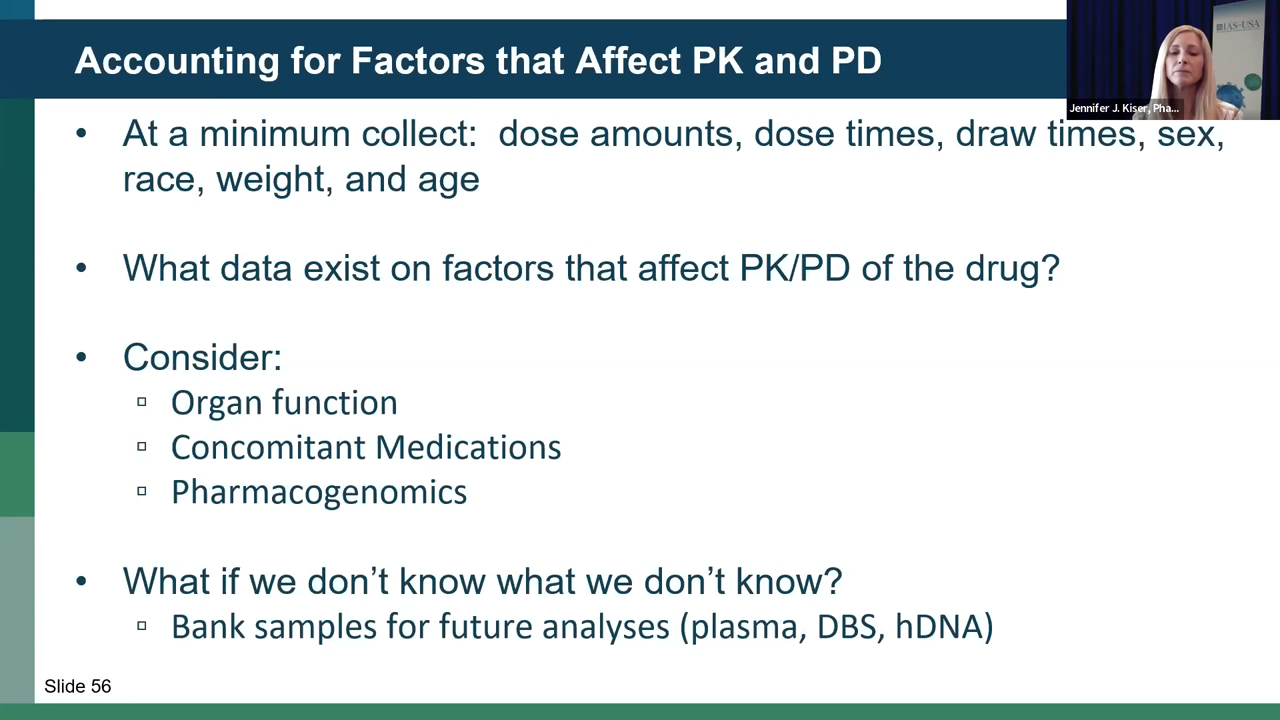 Accounting for Factors that Affect PK and PD
IAS-USA
Jennifer J. Kiser, Pha...
• At a minimum collect: dose amounts, dose times, draw times, sex,
race, weight, and age
• What data exist on factors that affect PK/PD of the drug?
• Consider:
▫ Organ function
▫ Concomitant Medications
▫ Pharmacogenomics
• What if we don’t know what we don’t know?
▫ Bank samples for future analyses (plasma, DBS, hDNA)
Slide 56